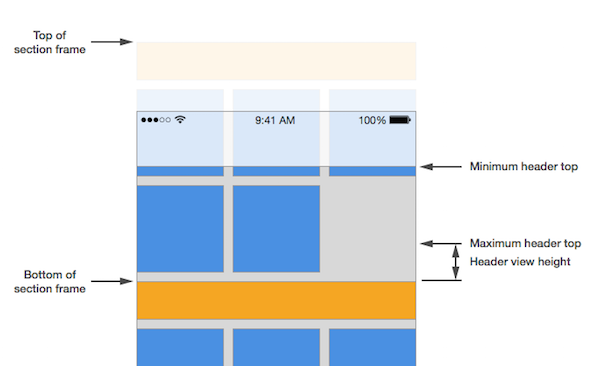 Top of
section frame
9:41 AM
100%
Minimum header top
Maximum header top
Header view height
Bottom of
section frame